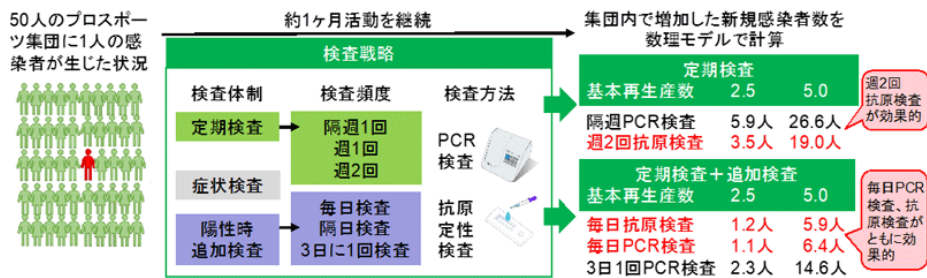 50人のプロスポー
ツ集団に1人の感
染者が生じた状況
約1ヶ月活動を継続
検査戦略
検査体制
検査頻度
検査方法
定期検査
隔週1回
週1回
週2回
PCR
検査
症状検査
陽性時
追加検査
毎日検査
隔日検査
3日に1回検査
抗原
定性
検査
集団内で増加した新規感染者数を
数理モデルで計算
定期検査
基本再生産数 2.5 5.0
隔週PCR検査 5.9人 26.6人
週2回抗原検査 3.5人 19.0人
週2回
抗原検査
が効果的
定期検査+追加検査
基本再生産数 2.5 5.0
毎日抗原検査 1.2人 5.9人
毎日PCR検査 1.1人 6.4人
3日1回PCR検査 2.3人 14.6人
毎日PCR
検査、抗
原検査が
ともに効
果的